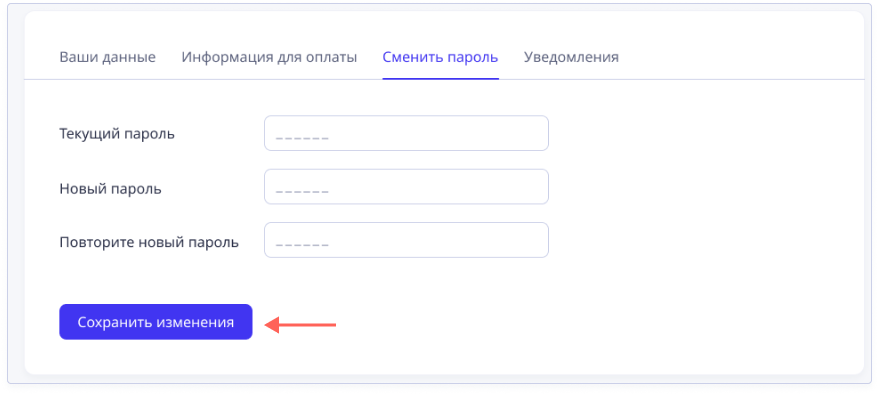 Ваши данные Информация для оплаты Сменить пароль Уведомления
Текущий пароль ______
Новый пароль ______
Повторите новый пароль ______
Сохранить изменения